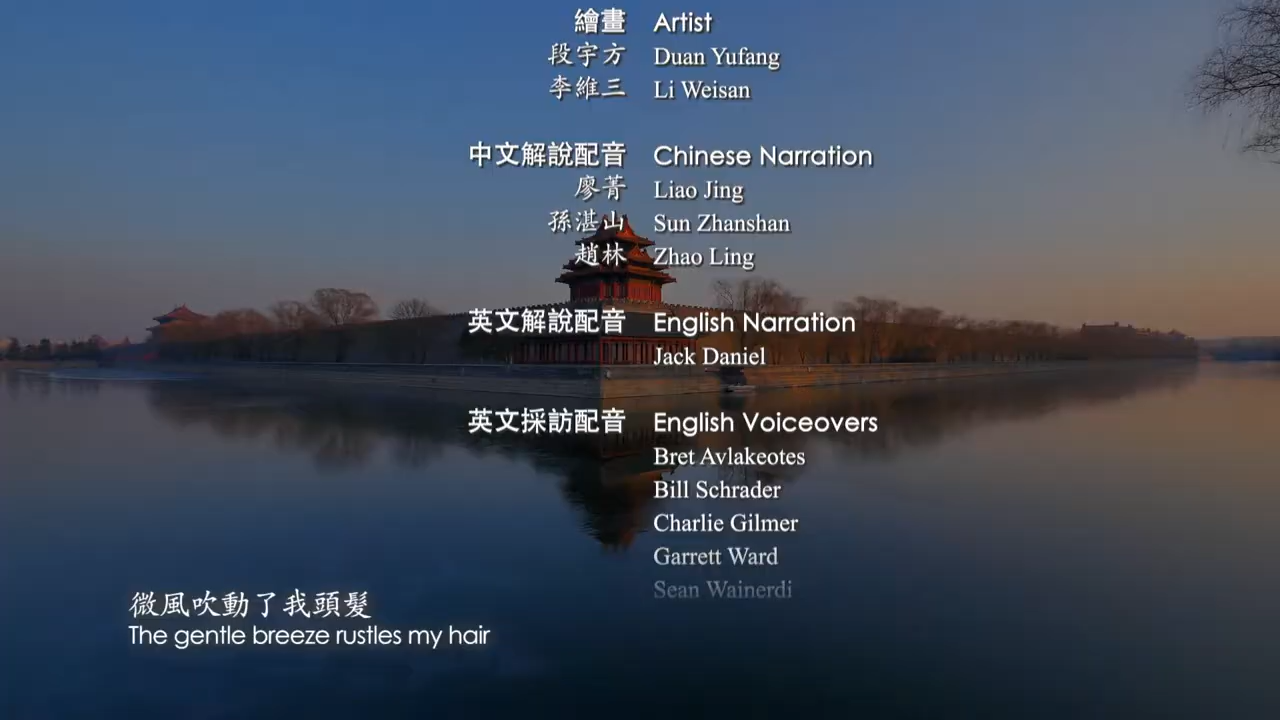 繪畫 Artist
段宇方 Duan Yufang
李維三 Li Weisan
中文解說配音 Chinese Narration
廖菁 Liao Jing
孫湛山 Sun Zhanshan
趙林 Zhao Ling
英文解說配音 English Narration
Jack Daniel
英文採訪配音 English Voiceovers
Bret Avlakeotes
Bill Schrader
Charlie Gilmer
Garrett Ward
Sean Wainerdi
微風吹動了我頭髮
The gentle breeze rustles my hair